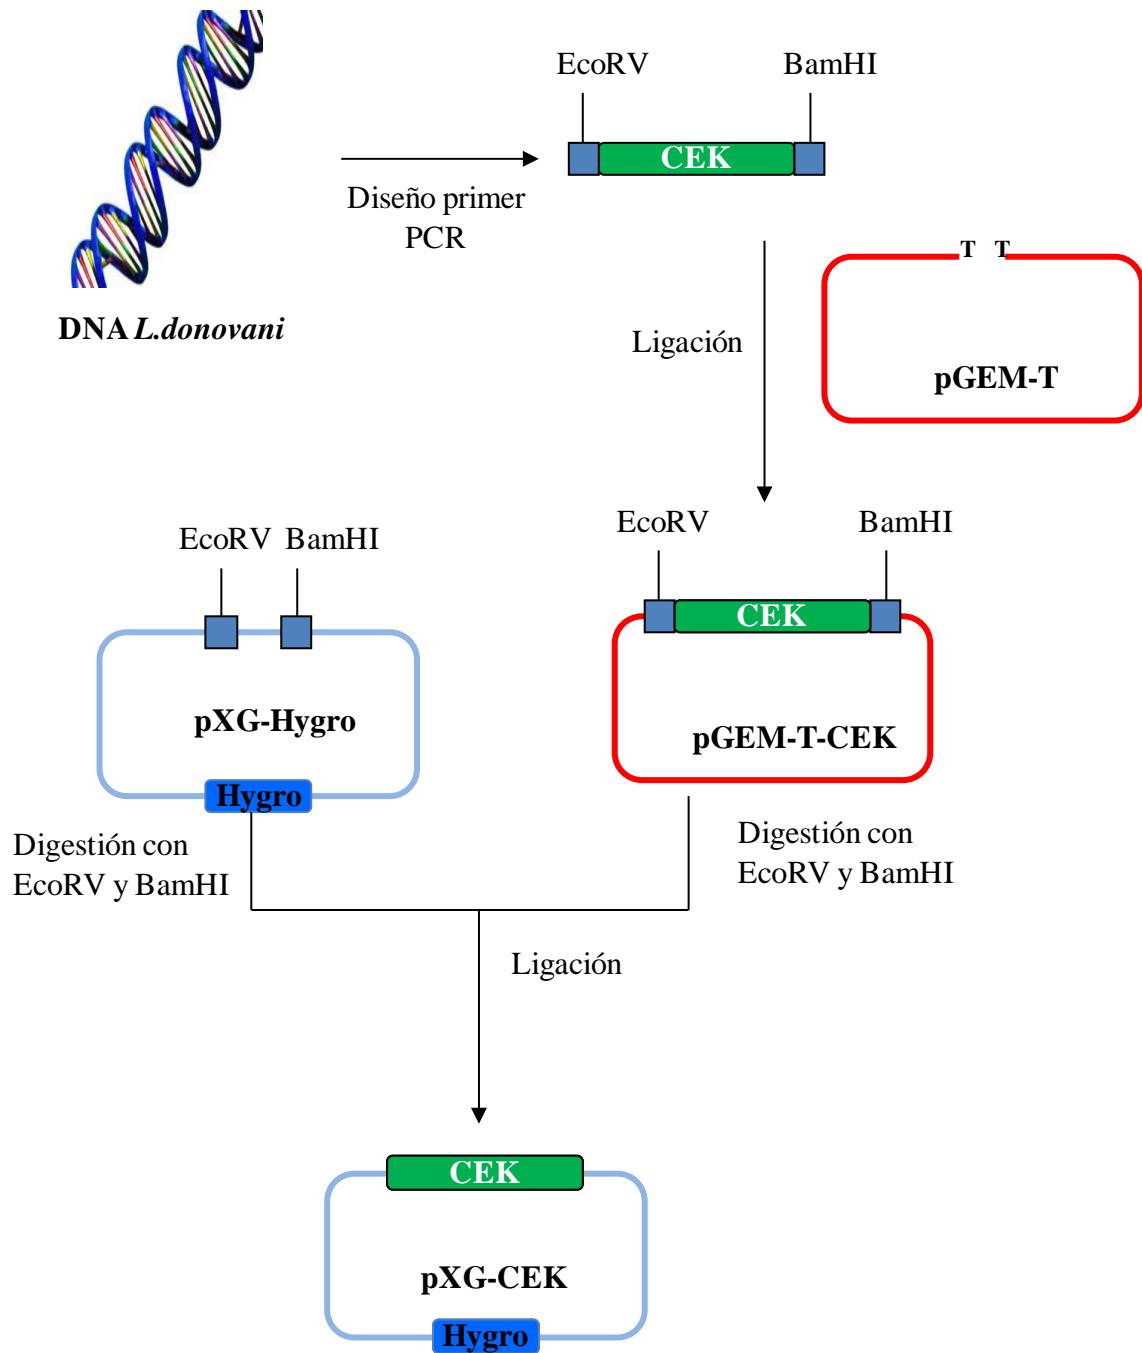 EcoRV BamHI
CEK
Diseño primer
PCR
DNA L.donovani
T T
pGEM-T
Ligación
EcoRV BamHI
CEK
pGEM-T-CEK
EcoRV BamHI
pXG-Hygro
Hygro
Digestión con
EcoRV y BamHI
Digestión con
EcoRV y BamHI
Ligación
CEK
pXG-CEK
Hygro